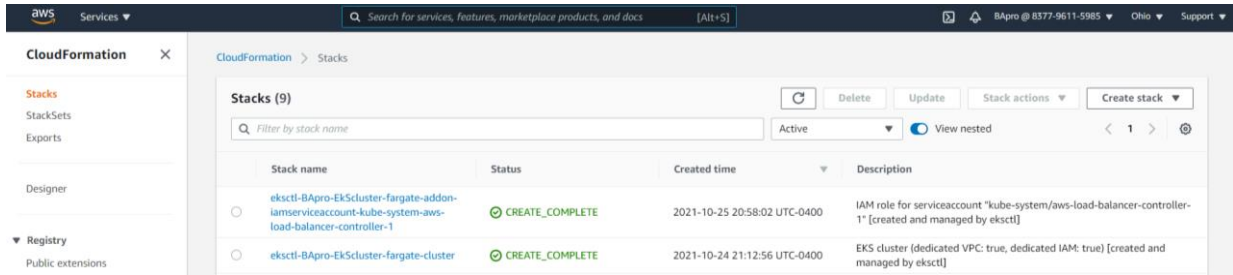 aws
Services ▼
Search for services, features, marketplace products, and docs [Alt+S]
BApro @ 8377-9611-5985 ▼
Ohio ▼
Support ▼
CloudFormation
CloudFormation > Stacks
Stacks
StackSets
Exports
Designer
▼ Registry
Public extensions
Stacks (9)
Delete
Update
Stack actions ▼
Create stack ▼
Filter by stack name
Active
View nested
< 1 >
Stack name
Status
Created time
Description
eksctl-BApro-EkScluster-fargate-addon-
iamserviceaccount-kube-system-aws-
load-balancer-controller-1
CREATE_COMPLETE
2021-10-25 20:58:02 UTC-0400
IAM role for serviceaccount "kube-system/aws-load-balancer-controller-
1" [created and managed by eksctl]
eksctl-BApro-EkScluster-fargate-cluster
CREATE_COMPLETE
2021-10-24 21:12:56 UTC-0400
EKS cluster (dedicated VPC: true, dedicated IAM: true) [created and
managed by eksctl]